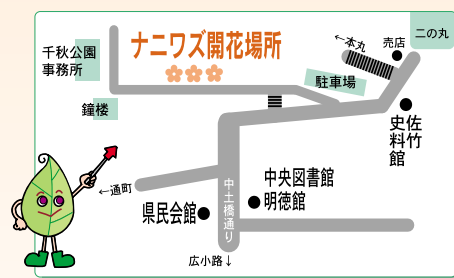 ナニワズ開花場所
千秋公園
事務所
鐘楼
←本丸
売店
二の丸
駐車場
佐竹
史料館
←通町
県民会館
中土橋通り
中央図書館
明徳館
広小路↓